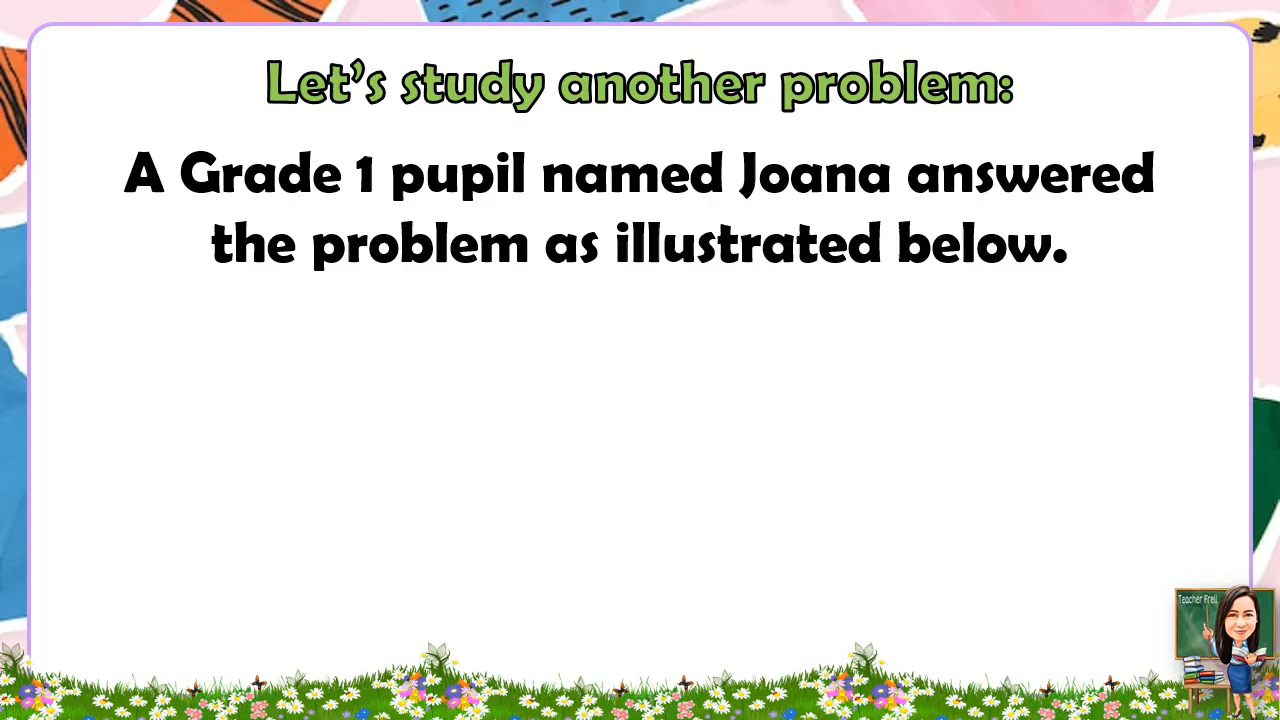 Let's study another problem:
A Grade 1 pupil named Joana answered
the problem as illustrated below.
Teacher Frell